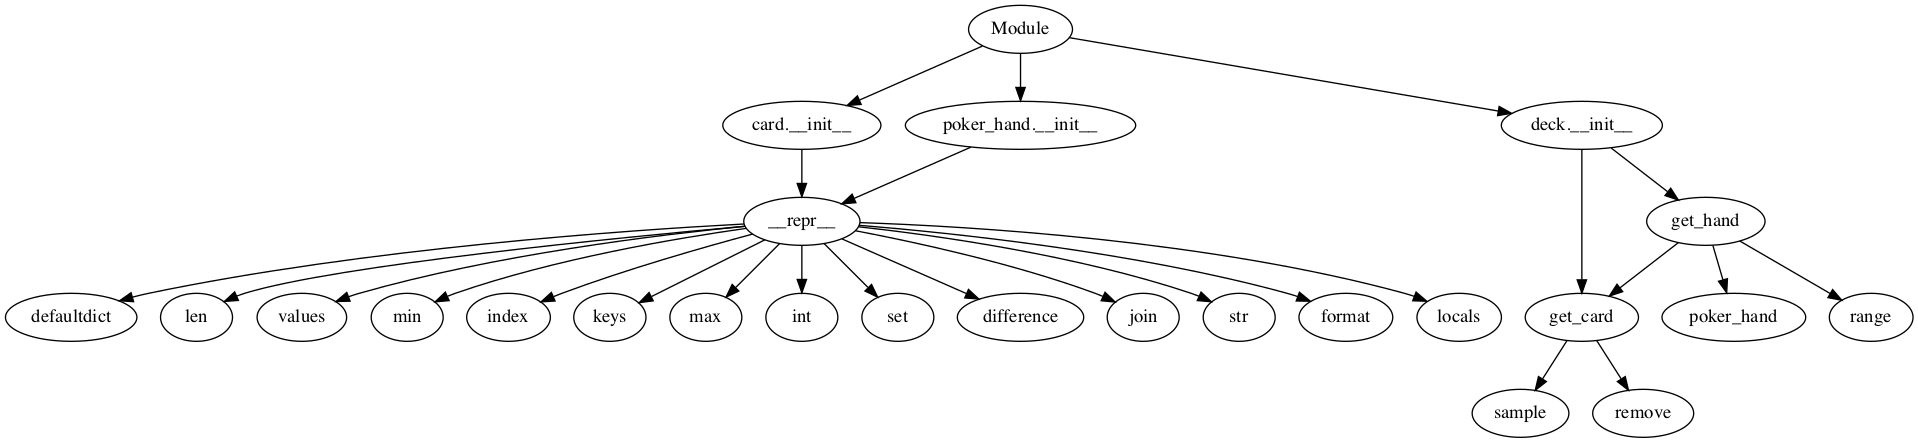 Module
card.__init__
poker_hand.__init__
deck.__init__
__repr__
get_hand
defaultdict
len
values
min
index
keys
max
int
set
difference
join
str
format
locals
get_card
poker_hand
range
sample
remove